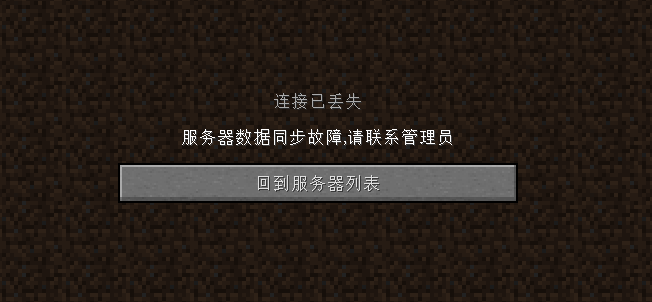 连接已丢失
服务器数据同步故障,请联系管理员
回到服务器列表